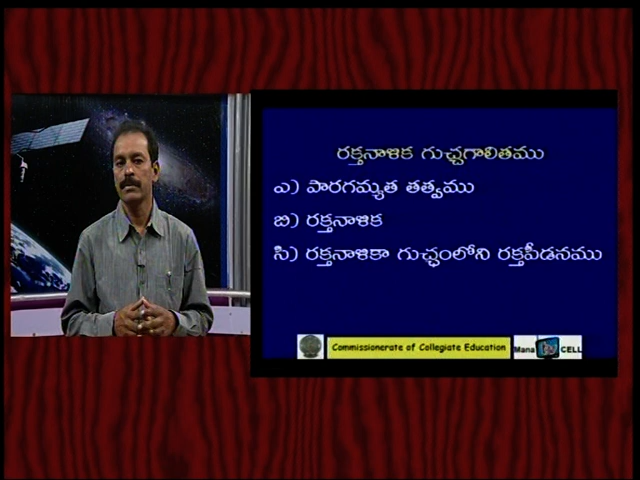 రక్తనాళిక గుచ్ఛగాలితము
ఎ) పారగమ్యత తత్వము
బి) రక్తనాళిక
సి) రక్తనాళికా గుచ్ఛంలోని రక్తపీడనము
Commissionerate of Collegiate Education
Mana
CELL